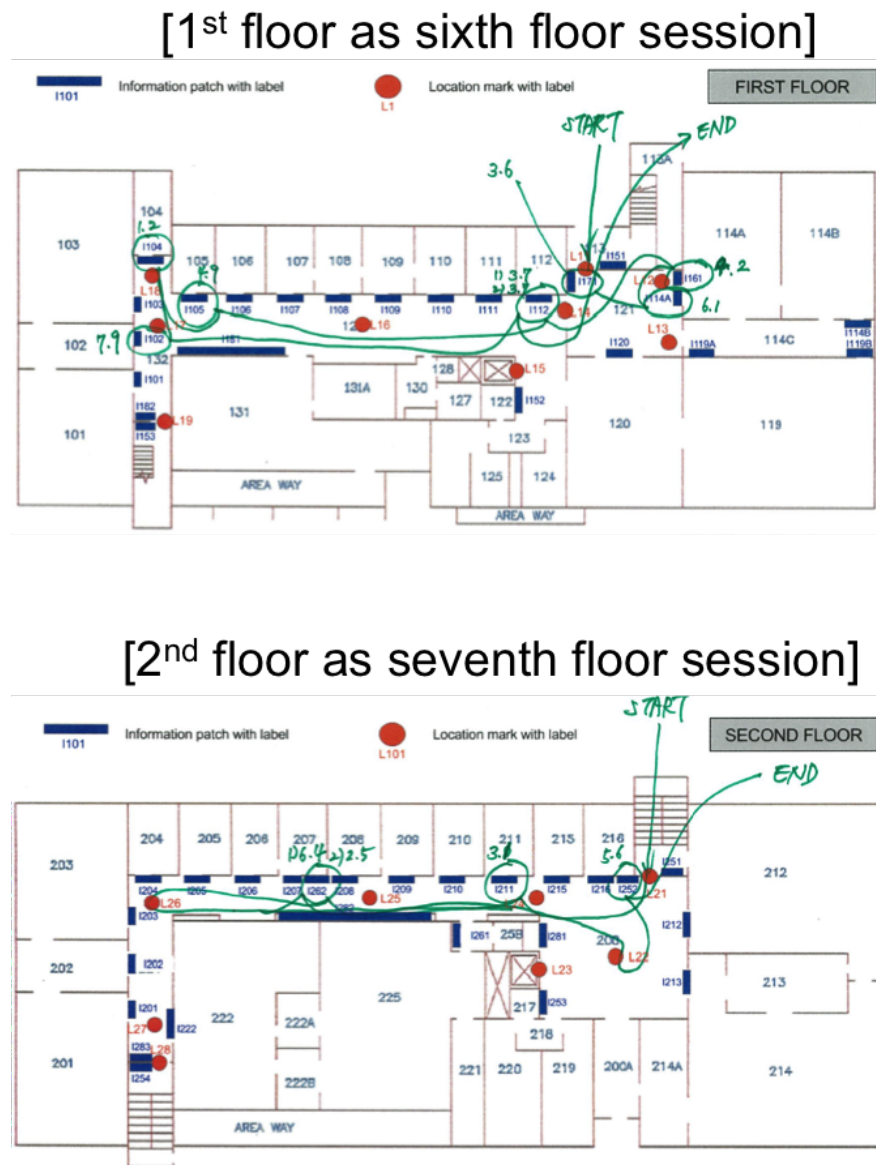 [1st floor as sixth floor session]
I101 Information patch with label
L1 Location mark with label
FIRST FLOOR
START
END
3.6
113A
104
1.2
I104
103
105
106
107
108
109
110
111
112
113
114A
114B
4.9
1) 3.7
2) 3.7
L1
I151
I171
L12
I161
4.2
L18
I103
I105
I106
I107
I108
I109
I110
I111
I112
L14
121
I114A
6.1
L17
L16
7.9
102
I102
132
I181
L13
114C
I114B
I120
I119A
I119B
I101
128
L15
131A
130
127
122
I152
I182
I153
L19
101
131
120
119
123
125
124
AREA WAY
AREA WAY
[2nd floor as seventh floor session]
START
I101 Information patch with label
L101 Location mark with label
SECOND FLOOR
END
203
204
205
206
207
208
209
210
211
215
216
212
1) 6.4
2) 2.5
5.6
I204
I205
I206
I207
I262
I208
I209
I210
I211
I215
I216
I252
I251
L21
L26
L25
I203
I282
I212
I261
25B
I281
202
I202
L22
L23
I213
213
I201
222
225
I253
L27
I222
222A
217
218
I283
L28
201
I254
222B
221
220
219
200A
214A
214
AREA WAY